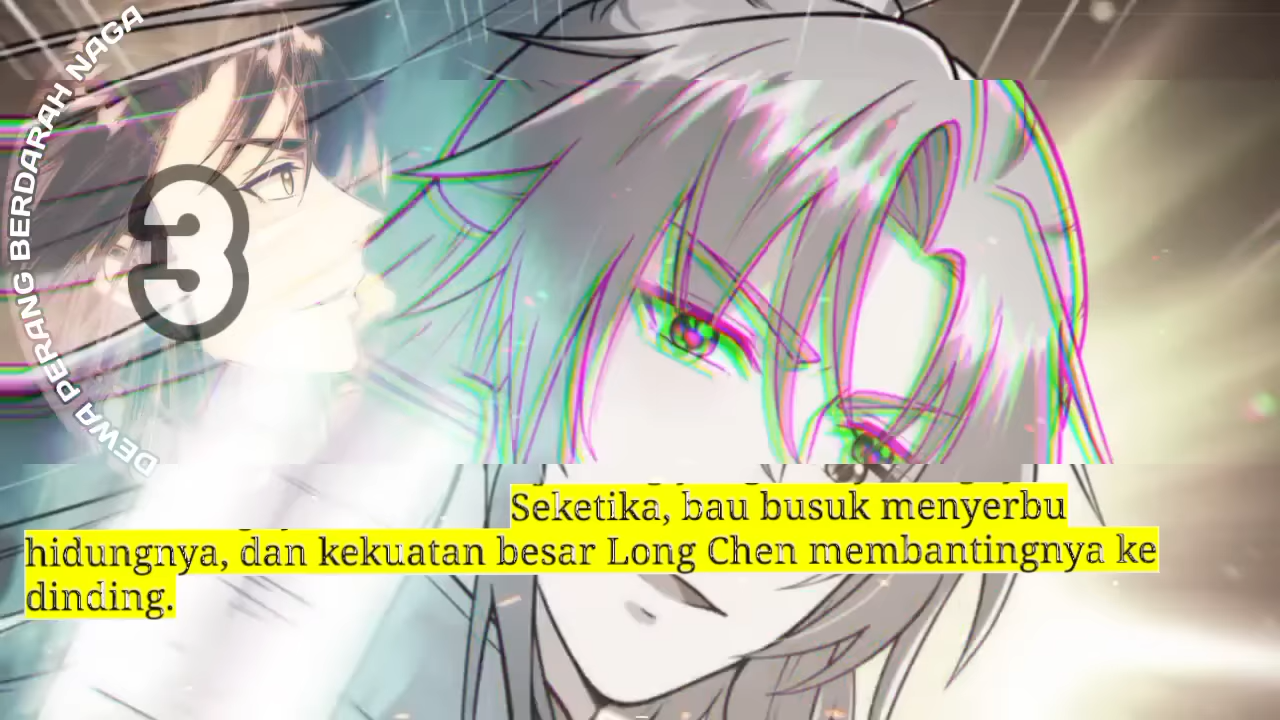 DEWA PERANG BERDARAH NAGA
3
Seketika, bau busuk menyerbu
hidungnya, dan kekuatan besar Long Chen membantingnya ke
dinding.